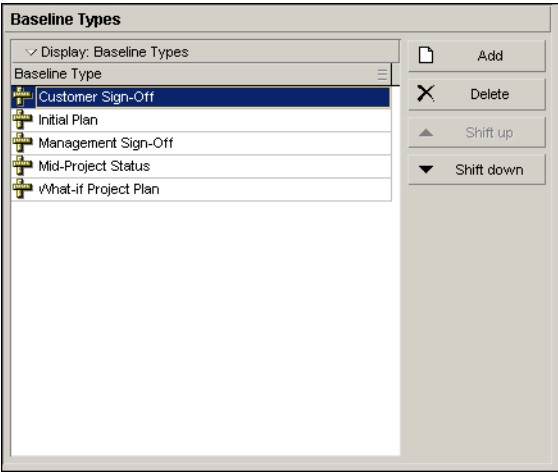 Baseline Types
Display: Baseline Types
Baseline Type
Customer Sign-Off
Initial Plan
Management Sign-Off
Mid-Project Status
What-if Project Plan
Add
Delete
Shift up
Shift down